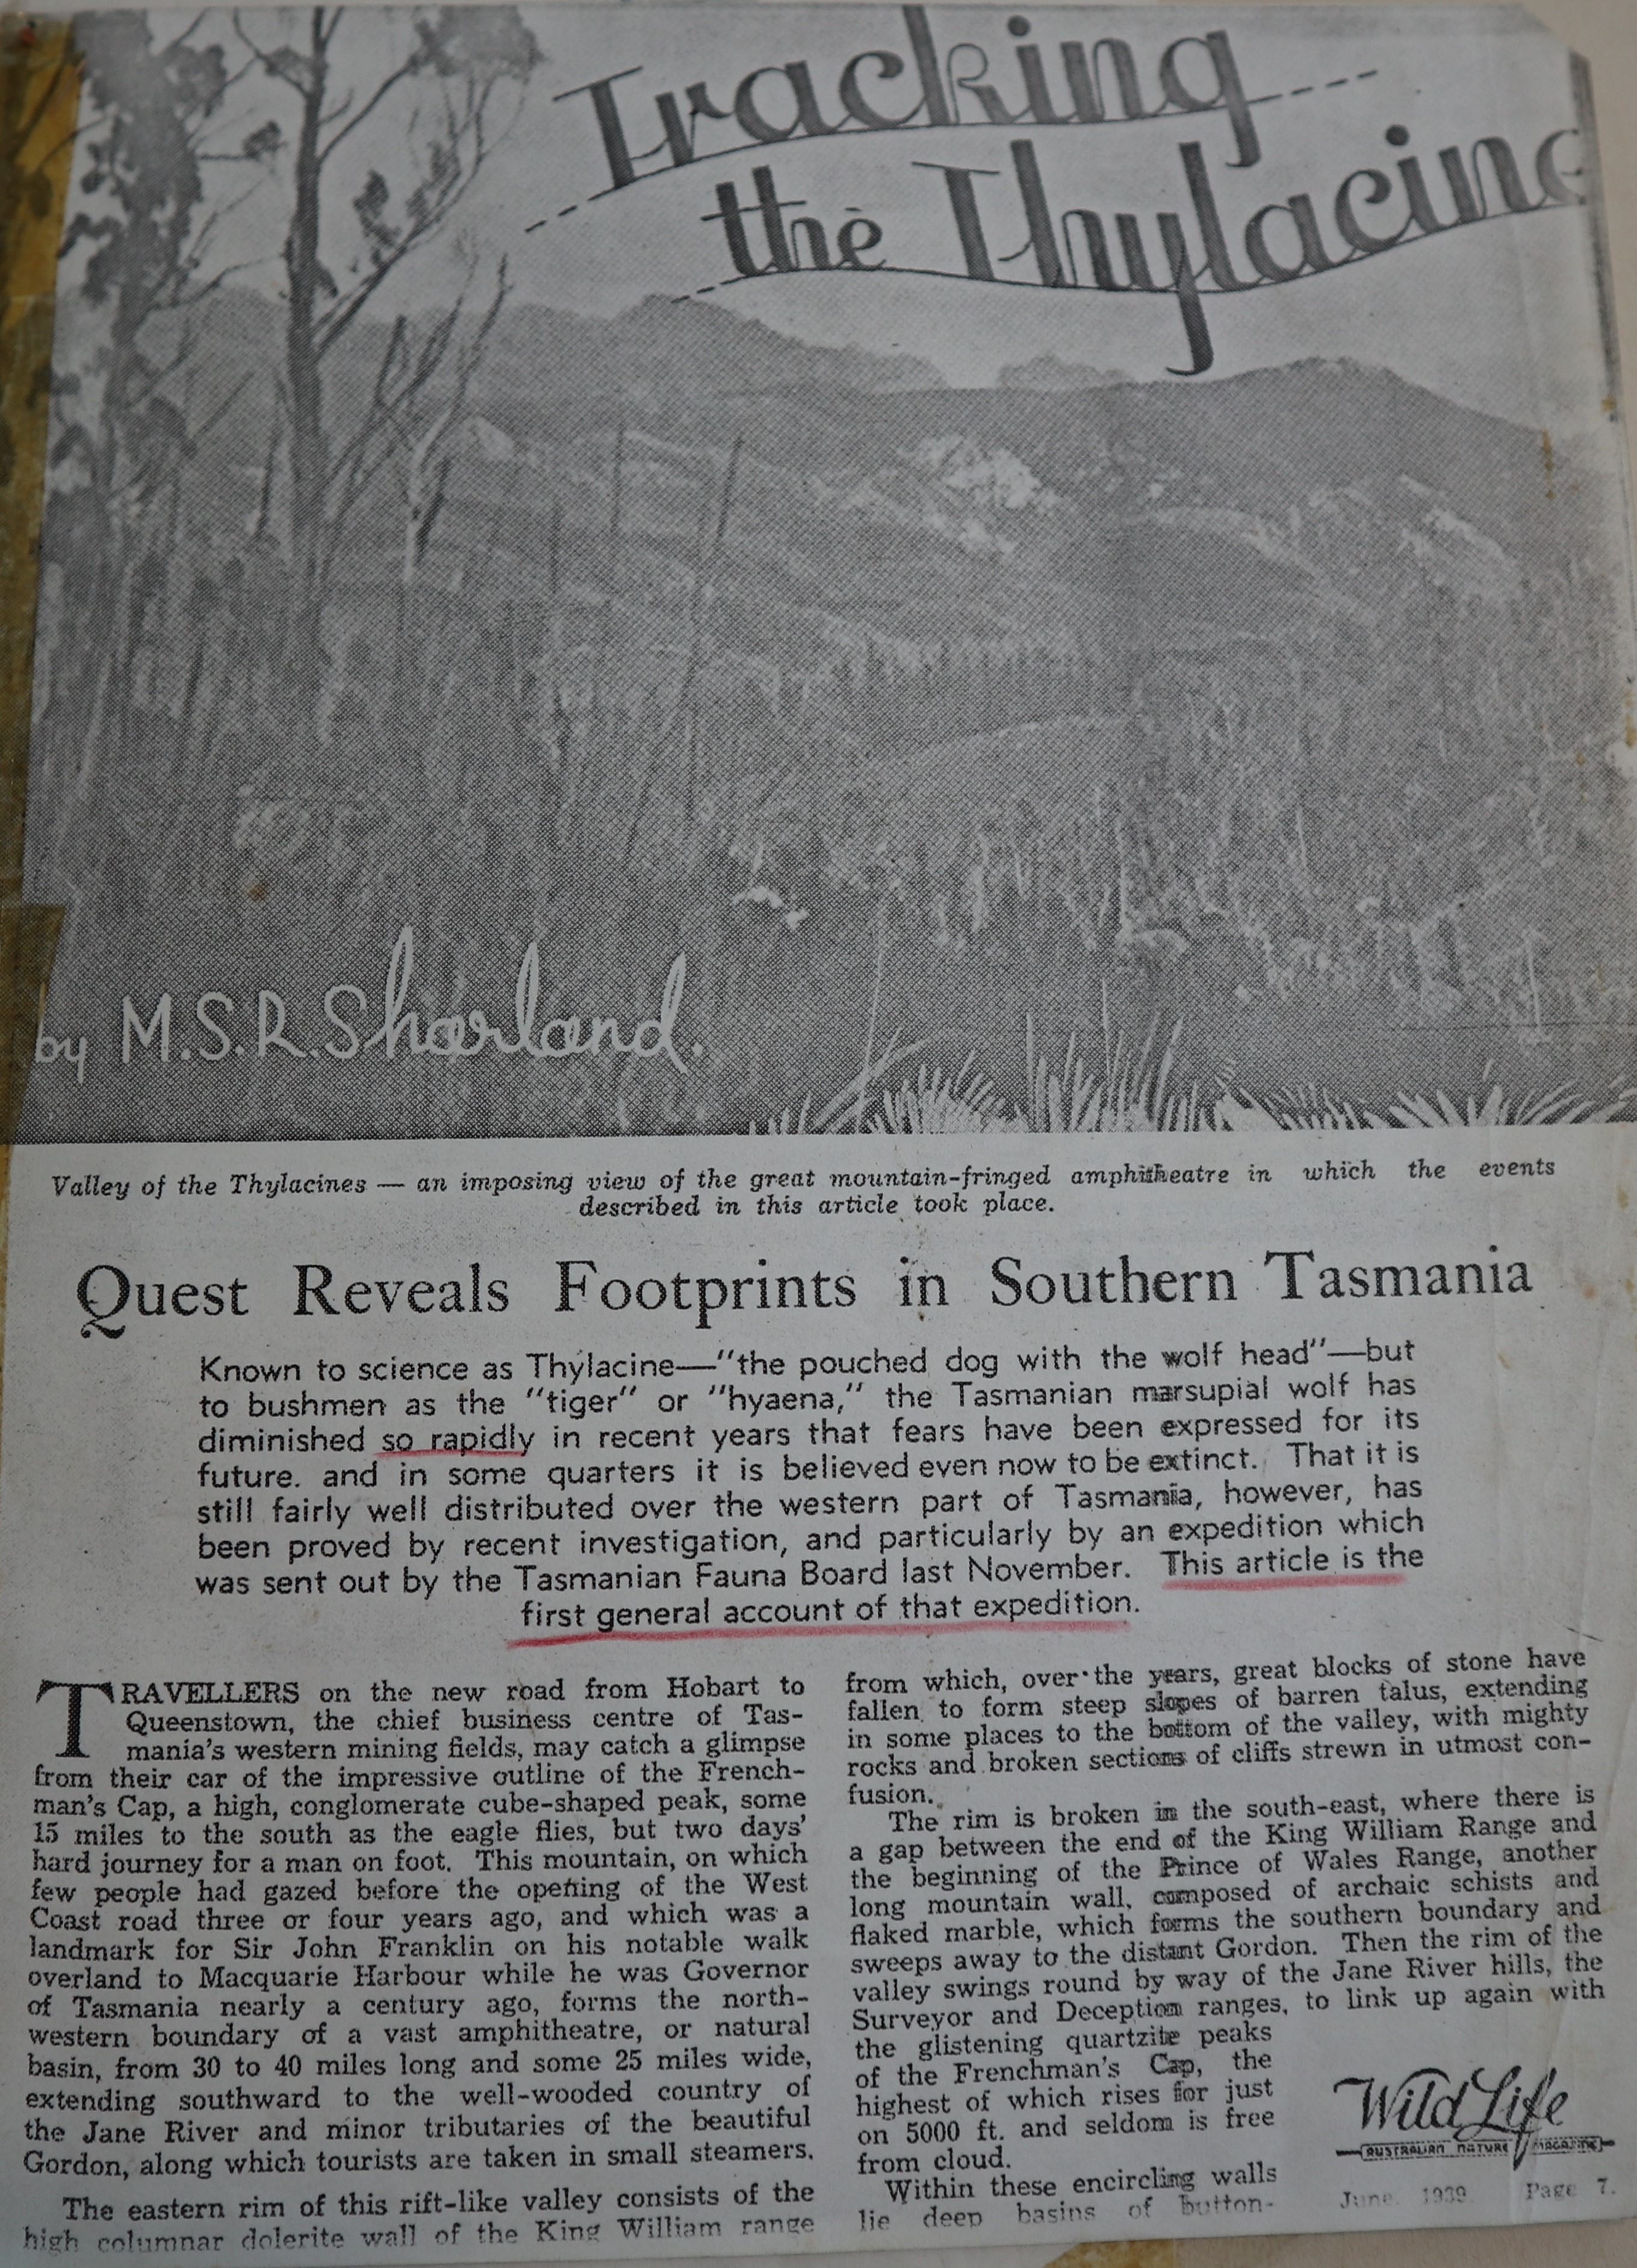 Tracking
the Thylacine
by M.S.R. Sharland.
Valley of the Thylacines — an imposing view of the great mountain-fringed amphitheatre in which the events
described in this article took place.
Quest Reveals Footprints in Southern Tasmania
Known to science as Thylacine—"the pouched dog with the wolf head"—but
to bushmen as the "tiger" or "hyaena," the Tasmanian marsupial wolf has
diminished so rapidly in recent years that fears have been expressed for its
future. and in some quarters it is believed even now to be extinct. That it is
still fairly well distributed over the western part of Tasmania, however, has
been proved by recent investigation, and particularly by an expedition which
was sent out by the Tasmanian Fauna Board last November. This article is the
first general account of that expedition.
TRAVELLERS on the new road from Hobart to
Queenstown, the chief business centre of Tas-
mania's western mining fields, may catch a glimpse
from their car of the impressive outline of the French-
man's Cap, a high, conglomerate cube-shaped peak, some
15 miles to the south as the eagle flies, but two days'
hard journey for a man on foot. This mountain, on which
few people had gazed before the opening of the West
Coast road three or four years ago, and which was a
landmark for Sir John Franklin on his notable walk
overland to Macquarie Harbour while he was Governor
of Tasmania nearly a century ago, forms the north-
western boundary of a vast amphitheatre, or natural
basin, from 30 to 40 miles long and some 25 miles wide,
extending southward to the well-wooded country of
the Jane River and minor tributaries of the beautiful
Gordon, along which tourists are taken in small steamers.
The eastern rim of this rift-like valley consists of the
high columnar dolerite wall of the King William range
from which, over the years, great blocks of stone have
fallen to form steep slopes of barren talus, extending
in some places to the bottom of the valley, with mighty
rocks and broken sections of cliffs strewn in utmost con-
fusion.
The rim is broken in the south-east, where there is
a gap between the end of the King William Range and
the beginning of the Prince of Wales Range, another
long mountain wall, composed of archaic schists and
flaked marble, which forms the southern boundary and
sweeps away to the distant Gordon. Then the rim of the
valley swings round by way of the Jane River hills, the
Surveyor and Deception ranges, to link up again with
the glistening quartzite peaks
of the Frenchman's Cap, the
highest of which rises for just
on 5000 ft. and seldom is free
from cloud.
Within these encircling walls
lie deep basins of button-
Wild Life
AUSTRALIAN NATURE MAGAZINE
June, 1939. Page 7.